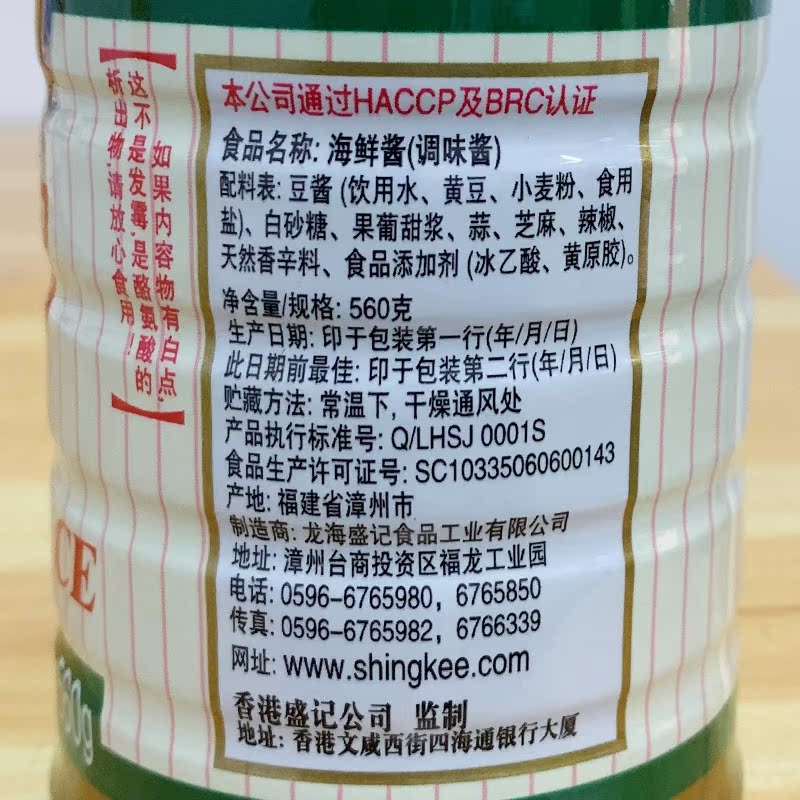 【如果内容物有白点
这不是发霉,是酪氨酸的
析出物,请放心食用!】
本公司通过HACCP及BRC认证
食品名称: 海鲜酱(调味酱)
配料表: 豆酱 (饮用水、黄豆、小麦粉、食用
盐)、白砂糖、果葡甜浆、蒜、芝麻、辣椒、
天然香辛料、食品添加剂 (冰乙酸、黄原胶)。
净含量/规格: 560克
生产日期: 印于包装第一行(年/月/日)
此日期前最佳: 印于包装第二行(年/月/日)
贮藏方法: 常温下, 干燥通风处
产品执行标准号: Q/LHSJ 0001S
食品生产许可证号: SC10335060600143
产地: 福建省漳州市
制造商: 龙海盛记食品工业有限公司
地址: 漳州台商投资区福龙工业园
电话: 0596-6765980, 6765850
传真: 0596-6765982, 6766339
网址: www.shingkee.com
香港盛记公司 监制
地址: 香港文咸西街四海通银行大厦
CE
560g